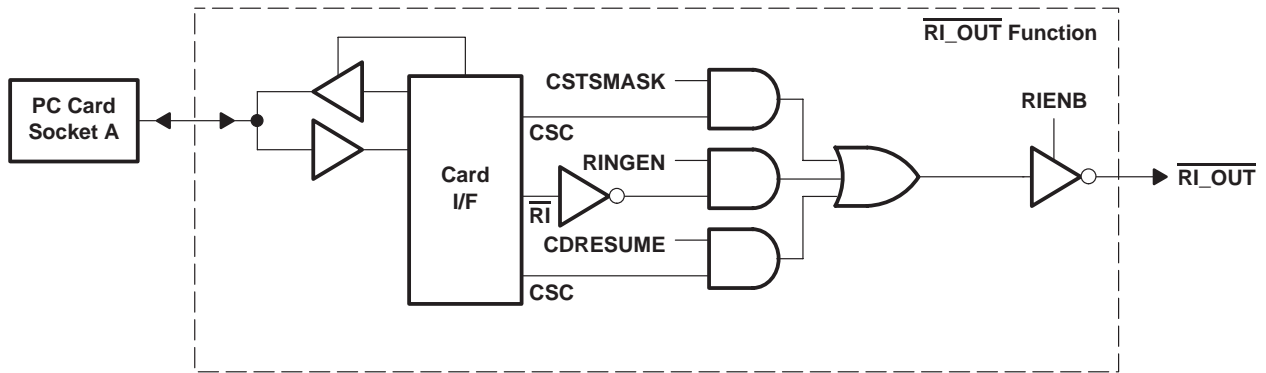 RI_OUT Function
PC Card
Socket A
CSTSMASK
CSC
RINGEN
RI
CDRESUME
CSC
Card
I/F
RIENB
RI_OUT